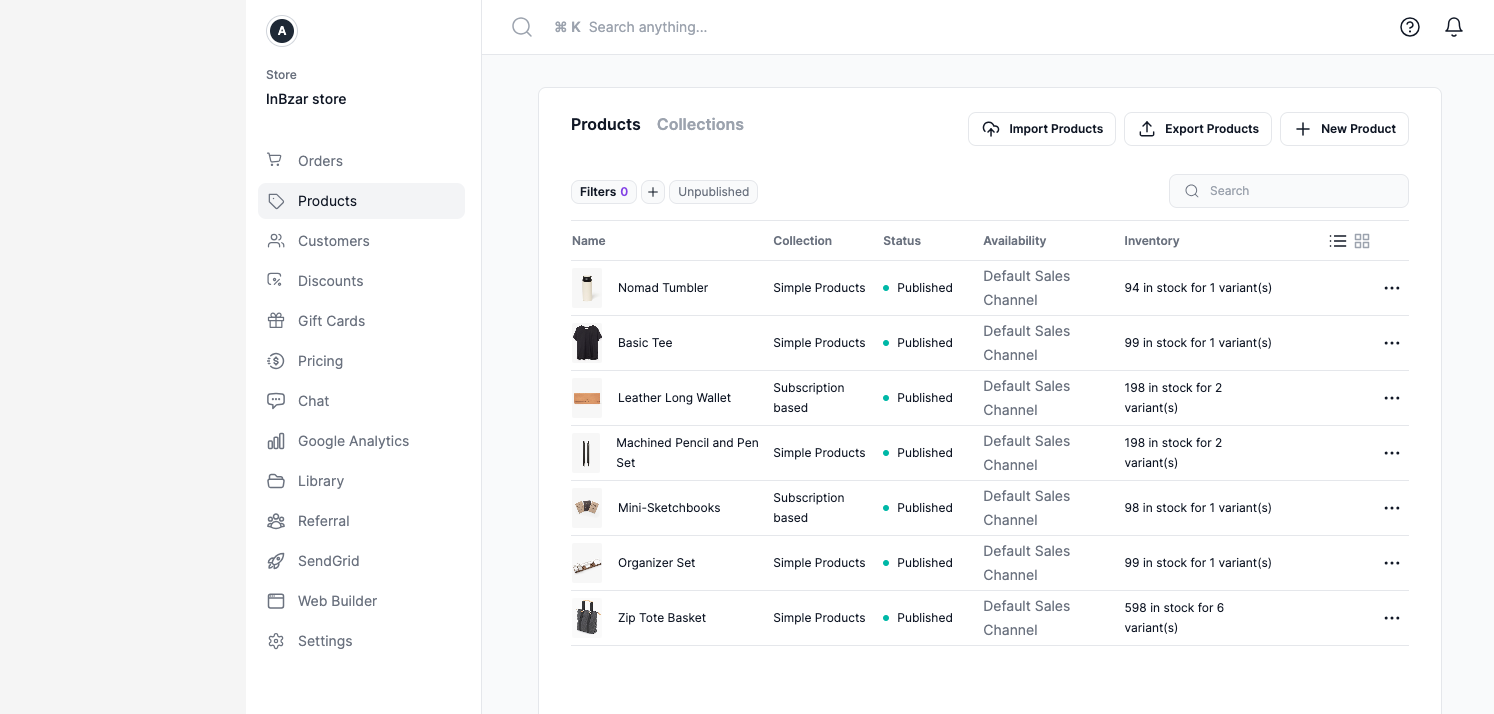 A
Store
InBzar store
Orders
Products
Customers
Discounts
Gift Cards
Pricing
Chat
Google Analytics
Library
Referral
SendGrid
Web Builder
Settings
⌘ K Search anything...
Products Collections
Import Products Export Products New Product
Filters 0 + Unpublished
Search
Name Collection Status Availability Inventory
Nomad Tumbler Simple Products Published Default Sales Channel 94 in stock for 1 variant(s)
Basic Tee Simple Products Published Default Sales Channel 99 in stock for 1 variant(s)
Leather Long Wallet Subscription based Published Default Sales Channel 198 in stock for 2 variant(s)
Machined Pencil and Pen Set Simple Products Published Default Sales Channel 198 in stock for 2 variant(s)
Mini-Sketchbooks Subscription based Published Default Sales Channel 98 in stock for 1 variant(s)
Organizer Set Simple Products Published Default Sales Channel 99 in stock for 1 variant(s)
Zip Tote Basket Simple Products Published Default Sales Channel 598 in stock for 6 variant(s)